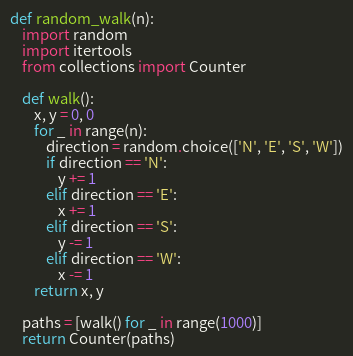 def random_walk(n):
    import random
    import itertools
    from collections import Counter

    def walk():
        x, y = 0, 0
        for _ in range(n):
            direction = random.choice(['N', 'E', 'S', 'W'])
            if direction == 'N':
                y += 1
            elif direction == 'E':
                x += 1
            elif direction == 'S':
                y -= 1
            elif direction == 'W':
                x -= 1
        return x, y

    paths = [walk() for _ in range(1000)]
    return Counter(paths)